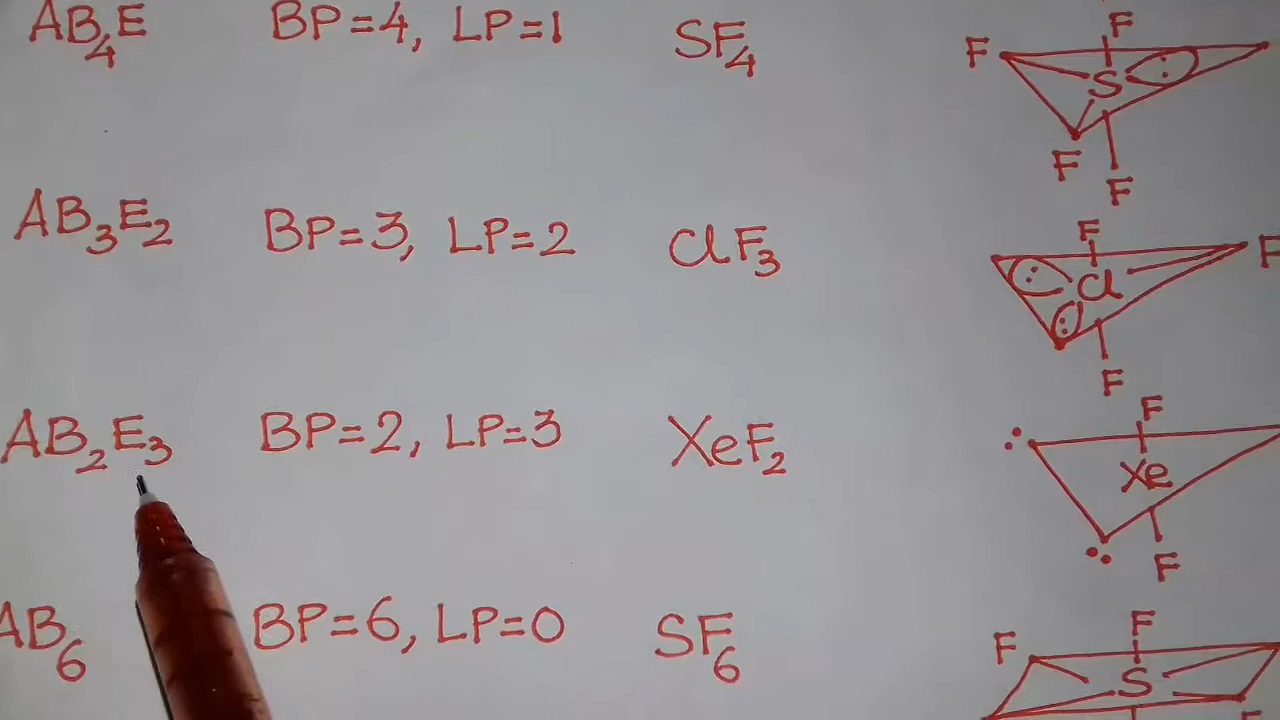 AB₄E BP=4, LP=1 SF₄
F
F
S
F
F
AB₃E₂ BP=3, LP=2 ClF₃
F
F
Cl
F
AB₂E₃ BP=2, LP=3 XeF₂
F
Xe
F
AB₆ BP=6, LP=0 SF₆
F
F
S